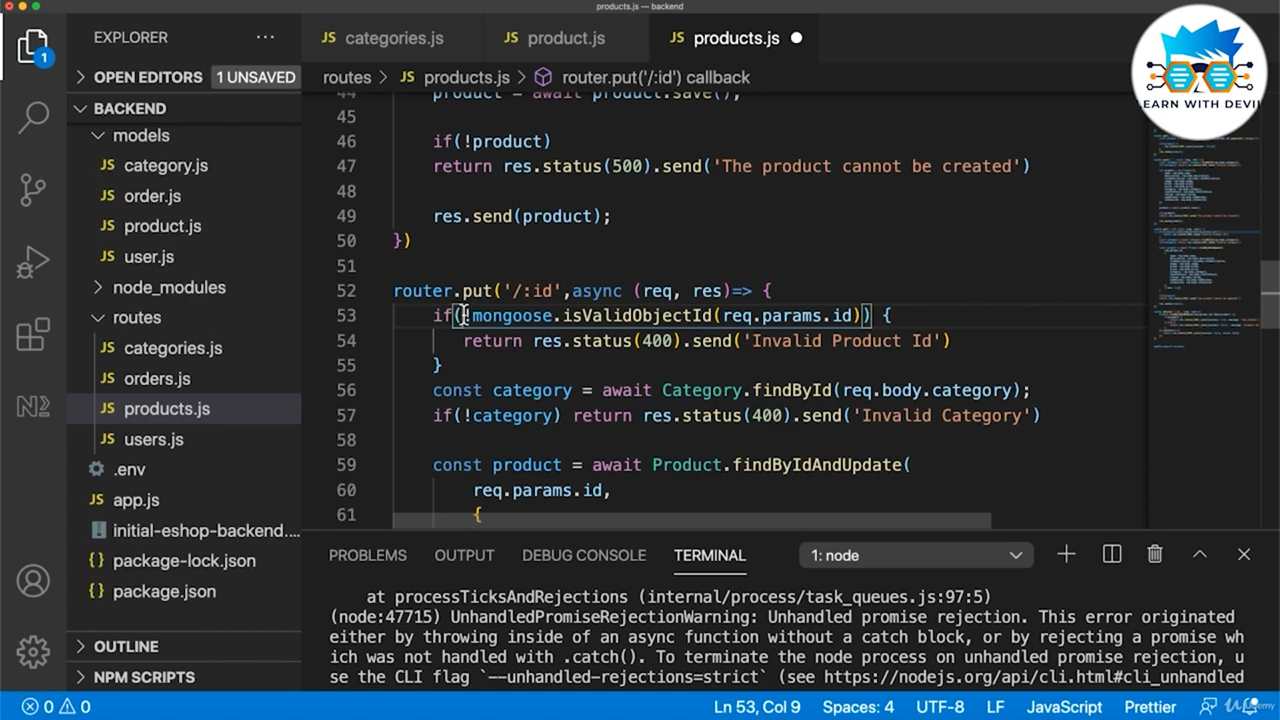 products.js — backend
EXPLORER
categories.js
product.js
products.js
LEARN WITH DEVIL
OPEN EDITORS 1 UNSAVED
routes > products.js > router.put('/:id') callback
BACKEND
models
category.js
order.js
product.js
user.js
node_modules
routes
categories.js
orders.js
products.js
users.js
.env
app.js
initial-eshop-backend....
package-lock.json
package.json
OUTLINE
NPM SCRIPTS
44 product = await product.save();
45
46 if(!product)
47 return res.status(500).send('The product cannot be created')
48
49 res.send(product);
50 })
51
52 router.put('/:id',async (req, res)=> {
53 if(!mongoose.isValidObjectId(req.params.id)) {
54 return res.status(400).send('Invalid Product Id')
55 }
56 const category = await Category.findById(req.body.category);
57 if(!category) return res.status(400).send('Invalid Category')
58
59 const product = await Product.findByIdAndUpdate(
60 req.params.id,
61 {
PROBLEMS OUTPUT DEBUG CONSOLE TERMINAL 1: node
at processTicksAndRejections (internal/process/task_queues.js:97:5)
(node:47715) UnhandledPromiseRejectionWarning: Unhandled promise rejection. This error originated
either by throwing inside of an async function without a catch block, or by rejecting a promise wh
ich was not handled with .catch(). To terminate the node process on unhandled promise rejection, u
se the CLI flag `--unhandled-rejections=strict` (see https://nodejs.org/api/cli.html#cli_unhandled
0 0 Ln 53, Col 9 Spaces: 4 UTF-8 LF JavaScript Prettier
Udemy